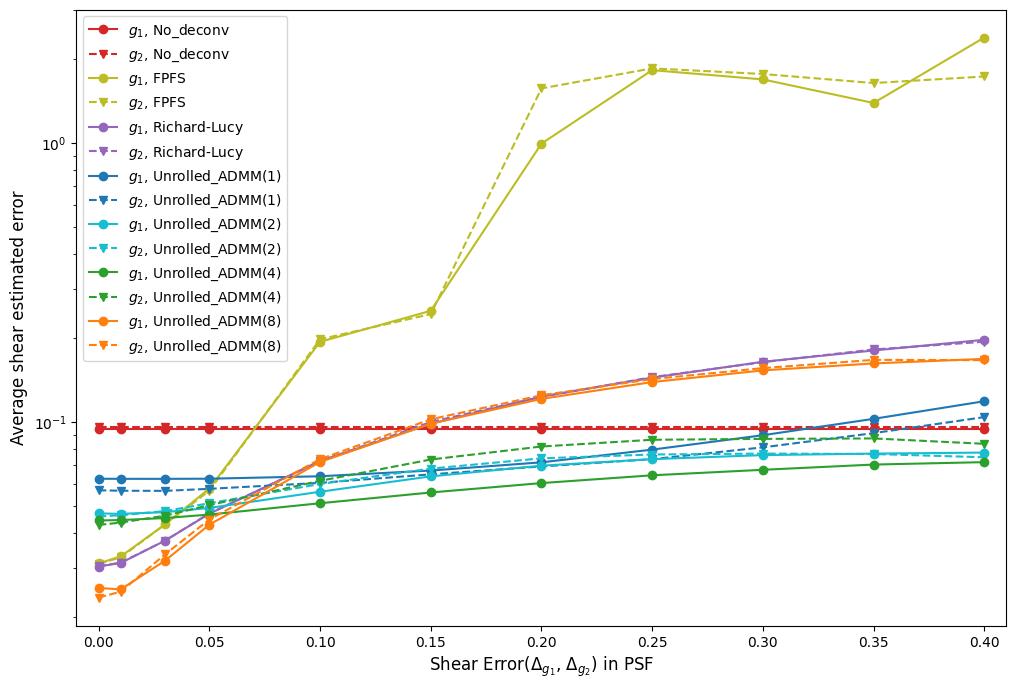 g₁, No_deconv
g₂, No_deconv
g₁, FPFS
g₂, FPFS
g₁, Richard-Lucy
g₂, Richard-Lucy
g₁, Unrolled_ADMM(1)
g₂, Unrolled_ADMM(1)
g₁, Unrolled_ADMM(2)
g₂, Unrolled_ADMM(2)
g₁, Unrolled_ADMM(4)
g₂, Unrolled_ADMM(4)
g₁, Unrolled_ADMM(8)
g₂, Unrolled_ADMM(8)
Average shear estimated error
10⁰
10⁻¹
0.00 0.05 0.10 0.15 0.20 0.25 0.30 0.35 0.40
Shear Error(Δg₁, Δg₂) in PSF